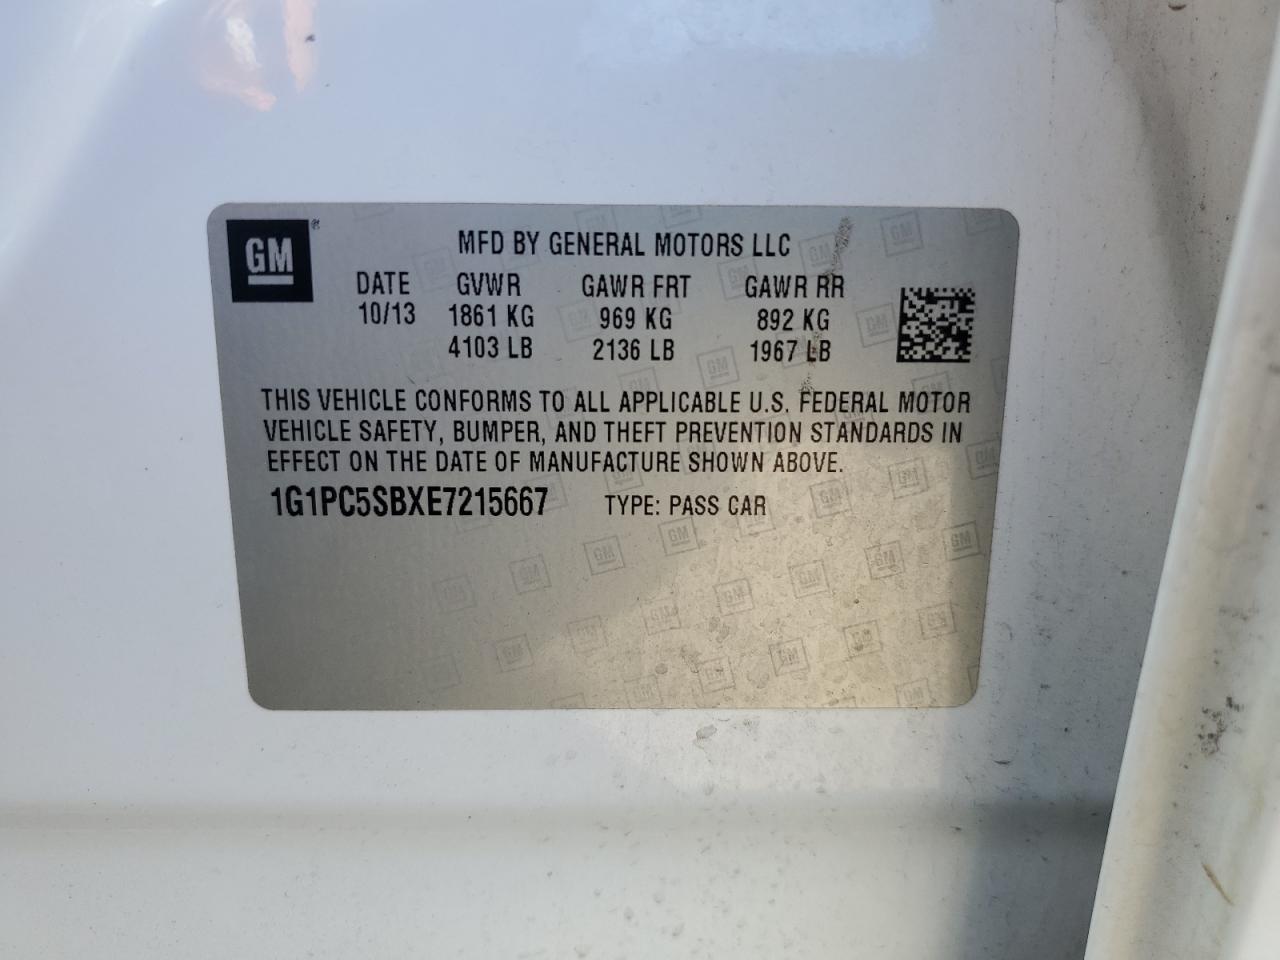 GM®
MFD BY GENERAL MOTORS LLC
DATE GVWR GAWR FRT GAWR RR
10/13 1861 KG 969 KG 892 KG
4103 LB 2136 LB 1967 LB
THIS VEHICLE CONFORMS TO ALL APPLICABLE U.S. FEDERAL MOTOR
VEHICLE SAFETY, BUMPER, AND THEFT PREVENTION STANDARDS IN
EFFECT ON THE DATE OF MANUFACTURE SHOWN ABOVE.
1G1PC5SBXE7215667 TYPE: PASS CAR